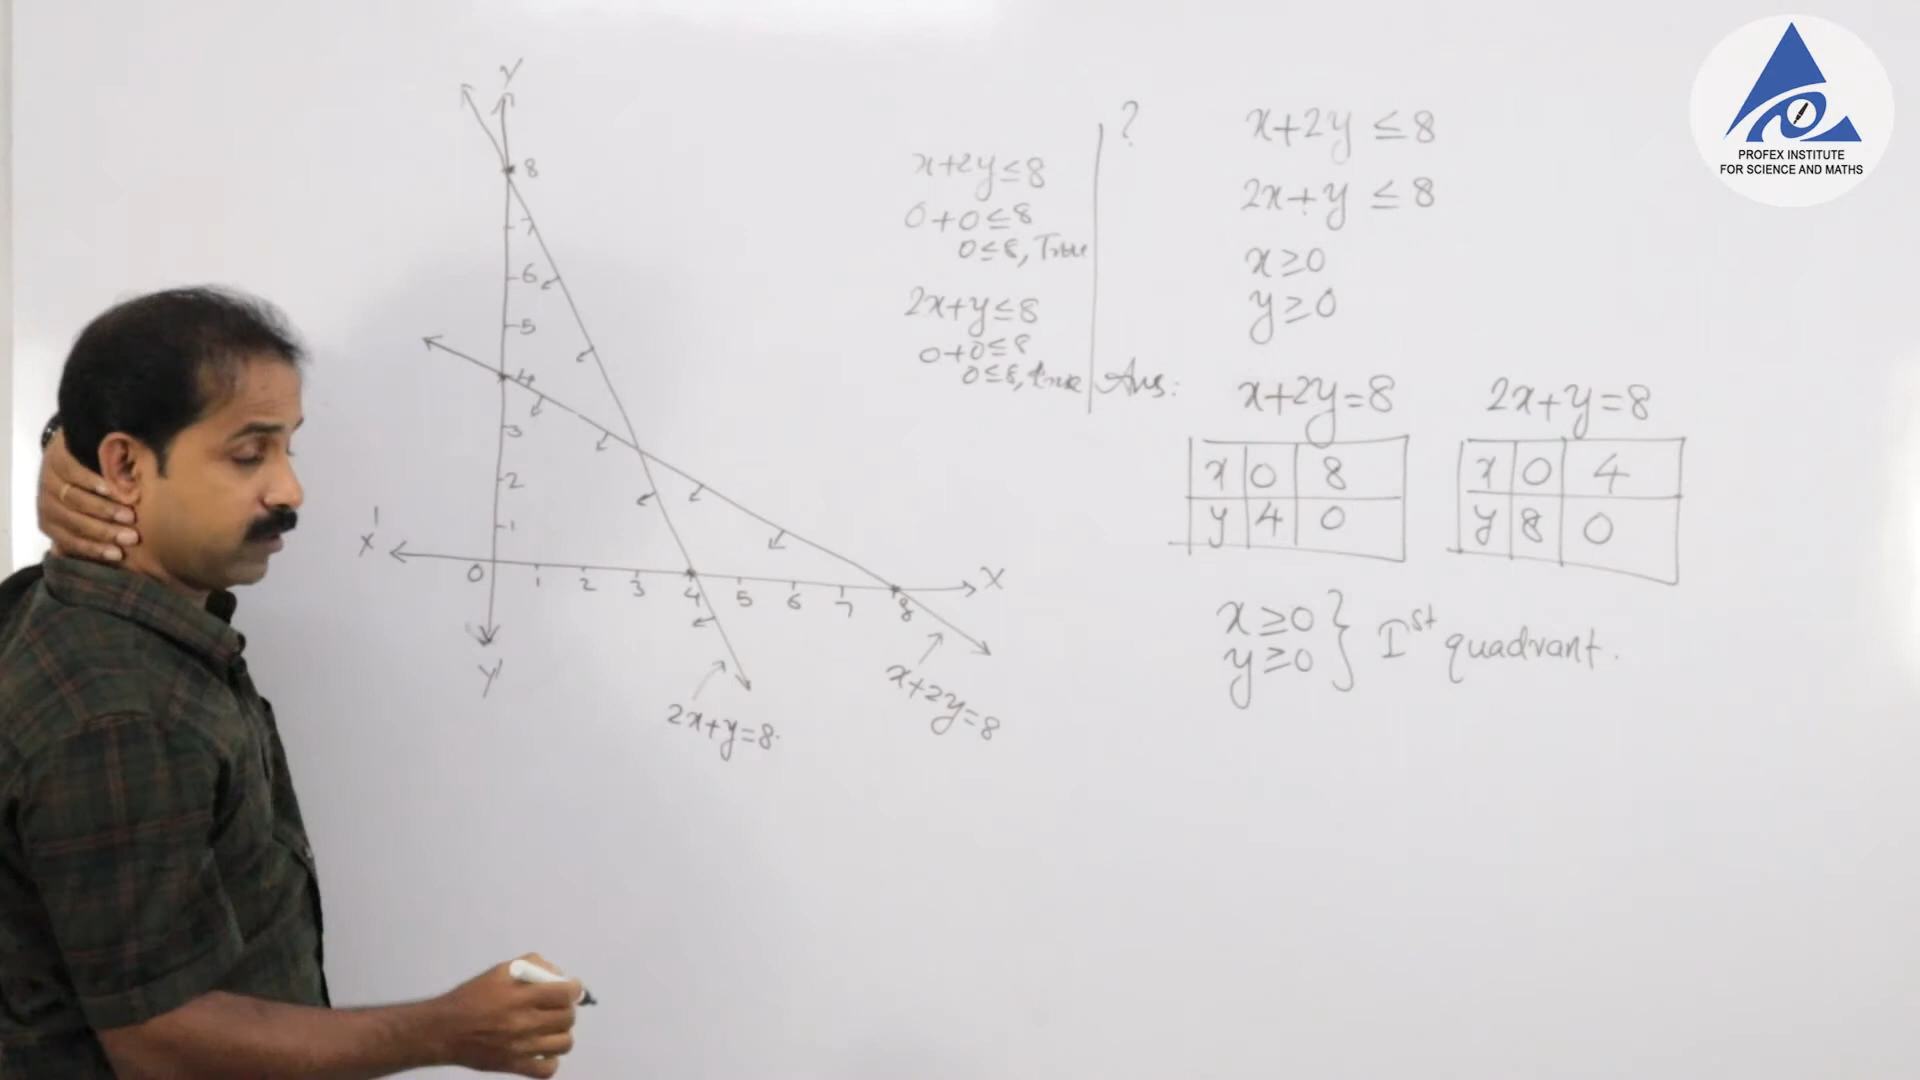 x+2y ≤ 8
2x+y ≤ 8
x ≥ 0
y ≥ 0
?
Ans:
x+2y=8
x 0 8
y 4 0
2x+y=8
x 0 4
y 8 0
x ≥ 0
y ≥ 0
} Ist quadrant.
x+2y ≤ 8
0+0 ≤ 8
0 ≤ 8, True
2x+y ≤ 8
0+0 ≤ 8
0 ≤ 8, true
Y
8
7
6
5
4
3
2
1
X'
0 1 2 3 4 5 6 7 8
X
Y'
2x+y=8
x+2y=8
PROFEX INSTITUTE
FOR SCIENCE AND MATHS